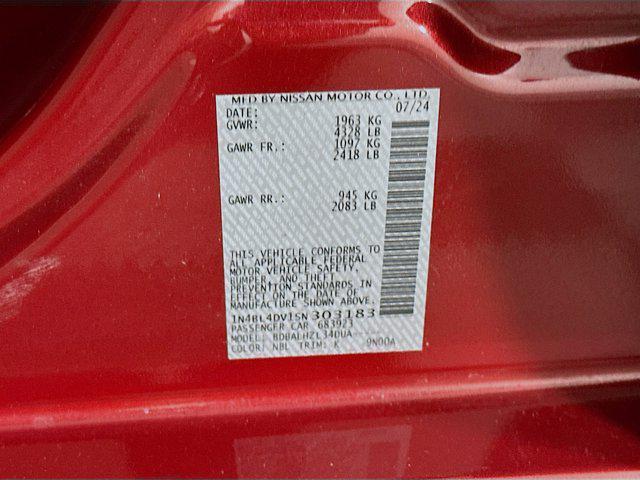 MFD BY NISSAN MOTOR CO., LTD.
DATE: 07/24
GVWR: 1963 KG
4328 LB
GAWR FR.: 1097 KG
2418 LB
GAWR RR.: 945 KG
2083 LB
THIS VEHICLE CONFORMS TO
ALL APPLICABLE FEDERAL
MOTOR VEHICLE SAFETY,
BUMPER, AND THEFT
PREVENTION STANDARDS
IN EFFECT ON THE DATE OF
MANUFACTURE SHOWN ABOVE.
1N4BL4DV1SN303183
PASSENGER CAR 683923
MODEL: BDBALHZL34DUA-----
COLOR: NBL TRIM: K 9N00A